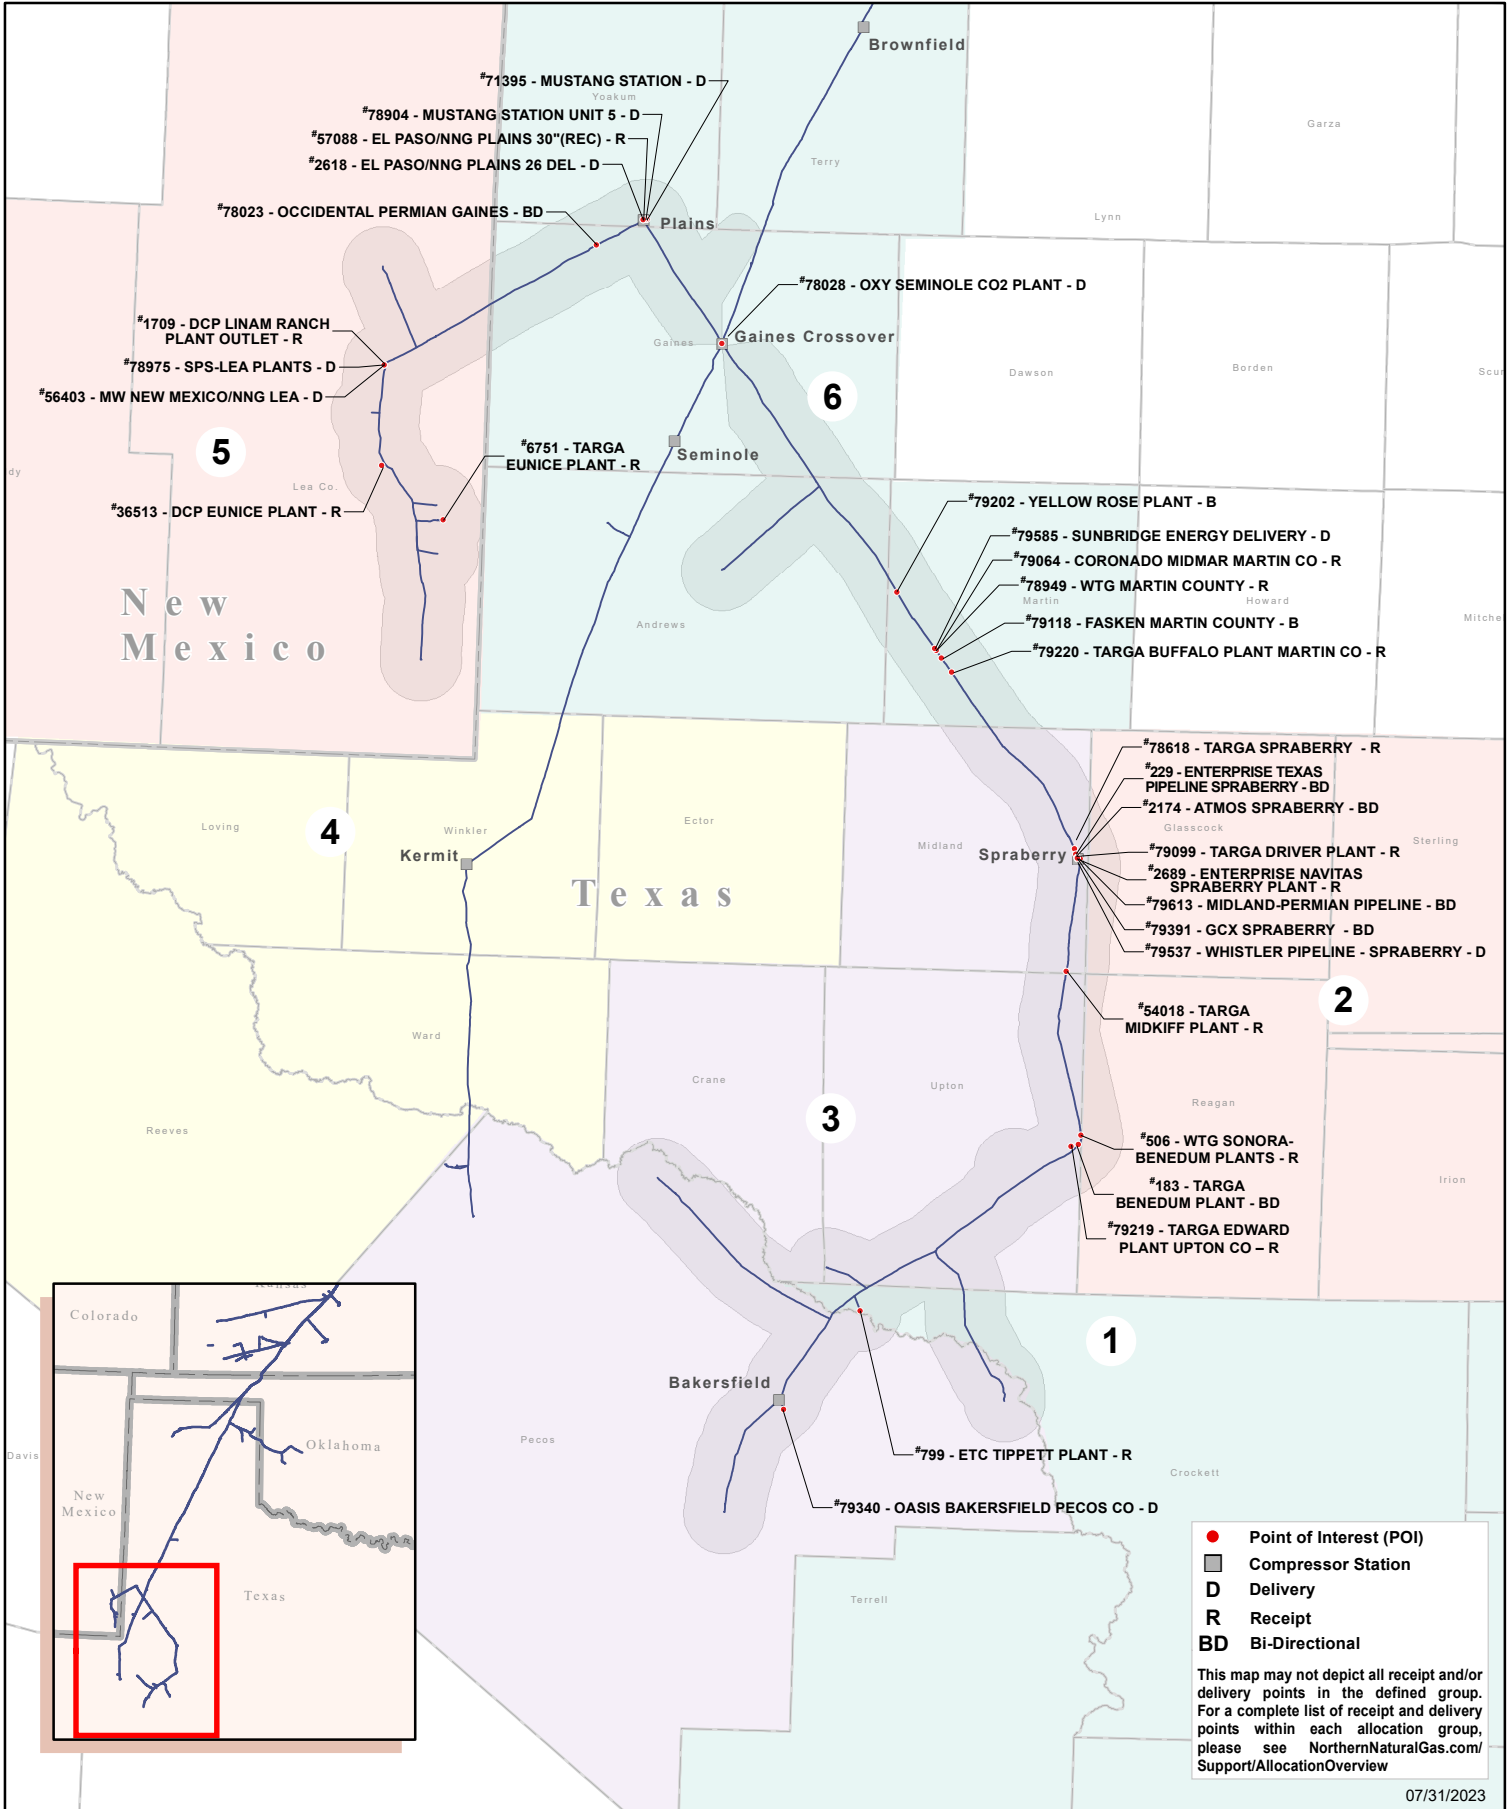 Brownfield
#71395 - MUSTANG STATION - D
Yoakum
#78904 - MUSTANG STATION UNIT 5 - D
Garza
#57088 - EL PASO/NNG PLAINS 30"(REC) - R
#2618 - EL PASO/NNG PLAINS 26 DEL - D
Terry
#78023 - OCCIDENTAL PERMIAN GAINES - BD
Lynn
Plains
#78028 - OXY SEMINOLE CO2 PLANT - D
#1709 - DCP LINAM RANCH
PLANT OUTLET - R
Gaines Crossover
Gaines
#78975 - SPS-LEA PLANTS - D
Dawson
Borden
Scur
#56403 - MW NEW MEXICO/NNG LEA - D
6
5
#6751 - TARGA
EUNICE PLANT - R
Seminole
dy
Lea Co.
#36513 - DCP EUNICE PLANT - R
#79202 - YELLOW ROSE PLANT - B
#79585 - SUNBRIDGE ENERGY DELIVERY - D
#79064 - CORONADO MIDMAR MARTIN CO - R
#78949 - WTG MARTIN COUNTY - R
Martin
Howard
New
Mexico
Andrews
#79118 - FASKEN MARTIN COUNTY - B
Mitche
#79220 - TARGA BUFFALO PLANT MARTIN CO - R
#78618 - TARGA SPRABERRY - R
#229 - ENTERPRISE TEXAS
PIPELINE SPRABERRY - BD
#2174 - ATMOS SPRABERRY - BD
Loving
4
Winkler
Ector
Midland
Glasscock
Sterling
Kermit
Spraberry
#79099 - TARGA DRIVER PLANT - R
#2689 - ENTERPRISE NAVITAS
SPRABERRY PLANT - R
Texas
#79613 - MIDLAND-PERMIAN PIPELINE - BD
#79391 - GCX SPRABERRY - BD
#79537 - WHISTLER PIPELINE - SPRABERRY - D
2
#54018 - TARGA
MIDKIFF PLANT - R
Ward
Crane
Upton
3
Reagan
Reeves
#506 - WTG SONORA-
BENEDUM PLANTS - R
#183 - TARGA
BENEDUM PLANT - BD
Irion
#79219 - TARGA EDWARD
PLANT UPTON CO – R
1
Bakersfield
Pecos
#799 - ETC TIPPETT PLANT - R
Crockett
Davis
#79340 - OASIS BAKERSFIELD PECOS CO - D
Terrell
Kansas
Colorado
Oklahoma
New
Mexico
Texas
Point of Interest (POI)
Compressor Station
D Delivery
R Receipt
BD Bi-Directional
This map may not depict all receipt and/or
delivery points in the defined group.
For a complete list of receipt and delivery
points within each allocation group,
please see NorthernNaturalGas.com/
Support/AllocationOverview
07/31/2023